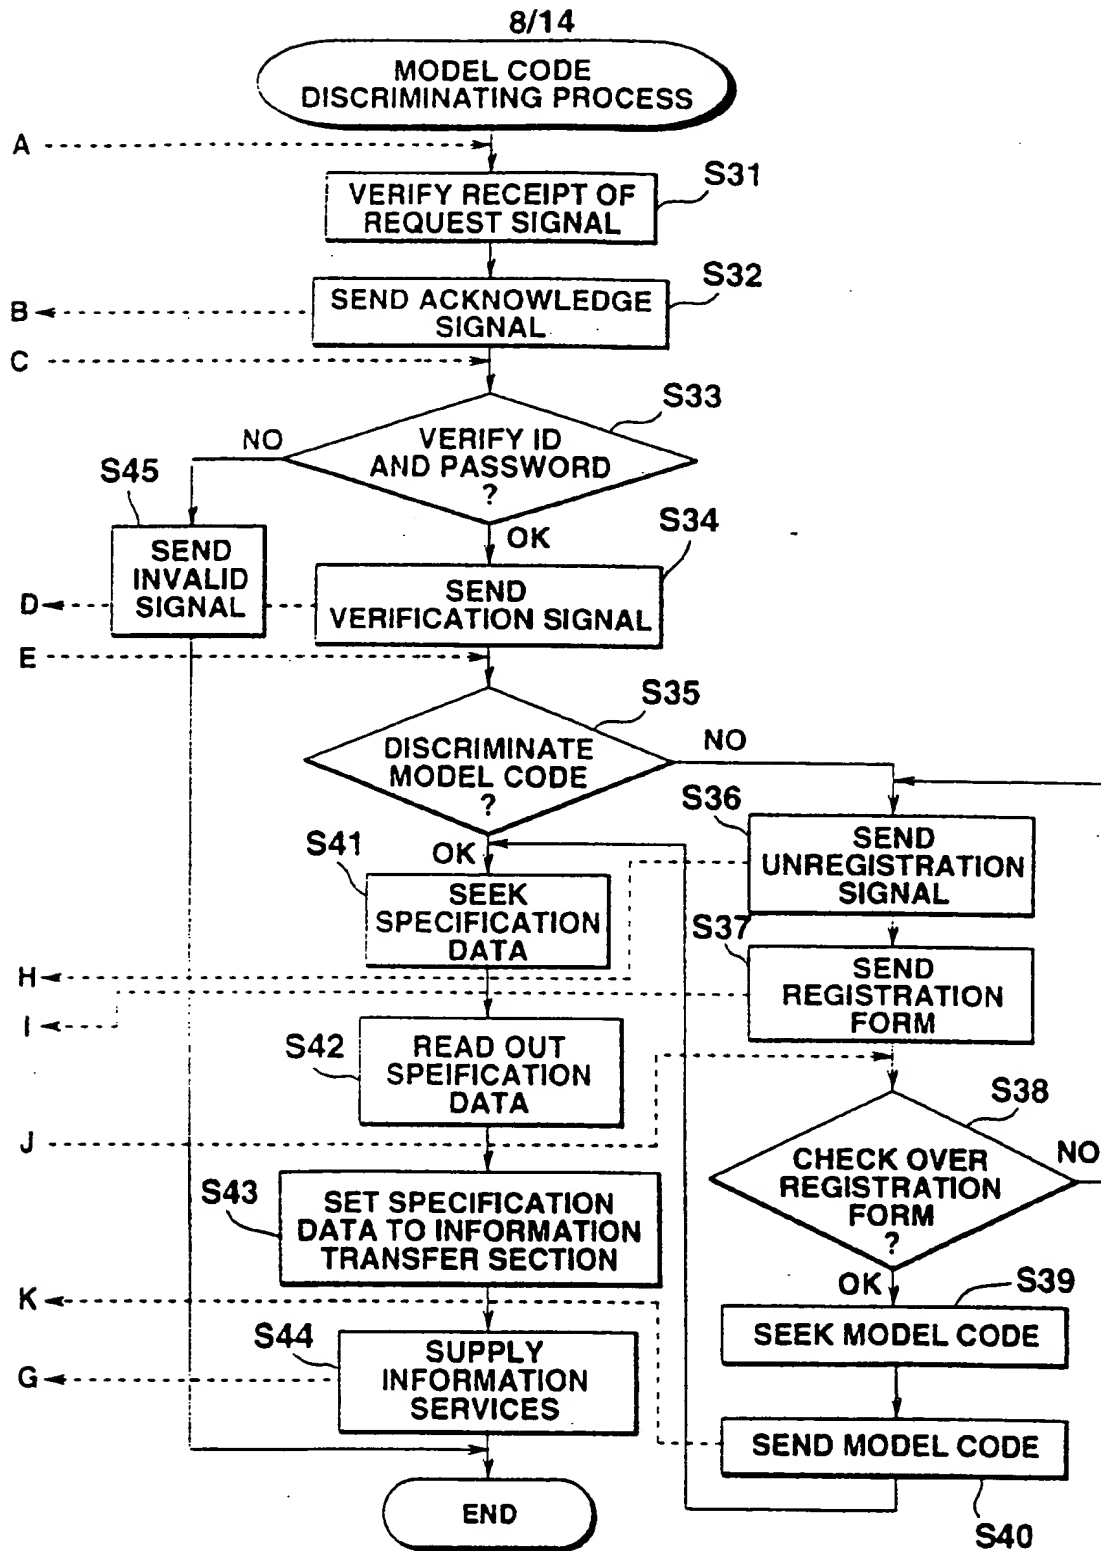 8/14
MODEL CODE
DISCRIMINATING PROCESS
A
S31
VERIFY RECEIPT OF
REQUEST SIGNAL
S32
SEND ACKNOWLEDGE
SIGNAL
B
C
S33
VERIFY ID
AND PASSWORD
?
NO
OK
S45
SEND
INVALID
SIGNAL
S34
SEND
VERIFICATION SIGNAL
D
E
S35
DISCRIMINATE
MODEL CODE
?
NO
OK
S36
SEND
UNREGISTRATION
SIGNAL
S41
SEEK
SPECIFICATION
DATA
S37
SEND
REGISTRATION
FORM
H
I
S42
READ OUT
SPEIFICATION
DATA
J
S38
CHECK OVER
REGISTRATION
FORM
?
NO
OK
S43
SET SPECIFICATION
DATA TO INFORMATION
TRANSFER SECTION
K
S39
SEEK MODEL CODE
S44
SUPPLY
INFORMATION
SERVICES
G
SEND MODEL CODE
S40
END